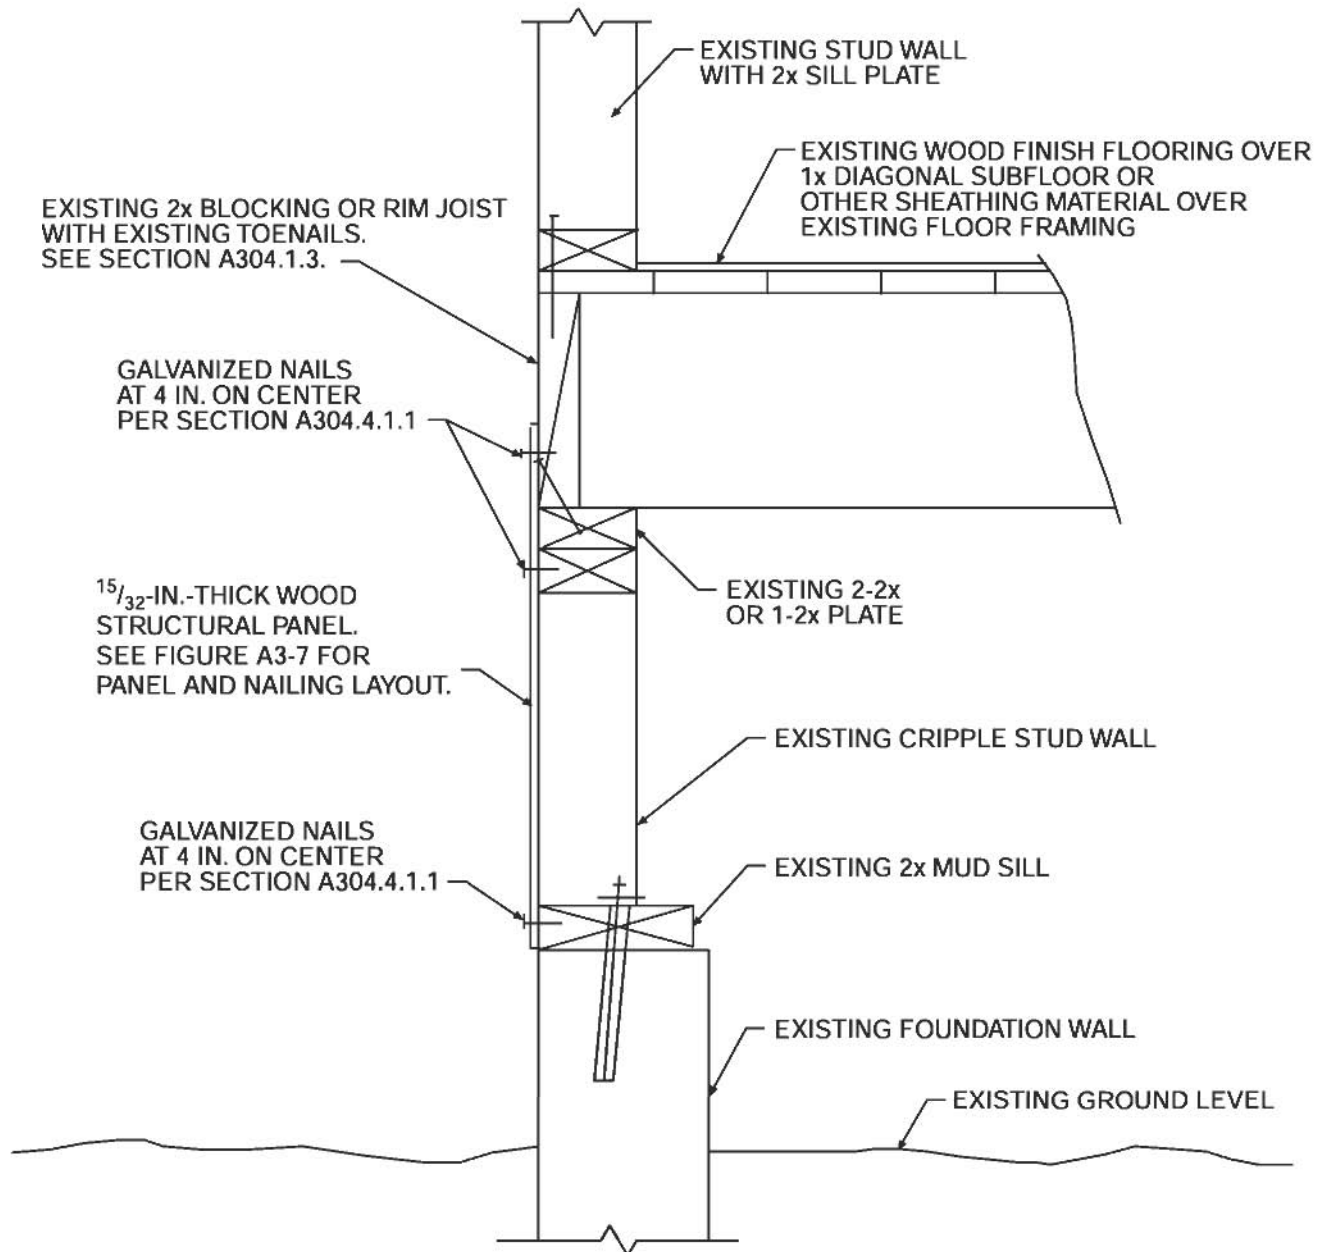 EXISTING STUD WALL
WITH 2x SILL PLATE
EXISTING WOOD FINISH FLOORING OVER
1x DIAGONAL SUBFLOOR OR
OTHER SHEATHING MATERIAL OVER
EXISTING FLOOR FRAMING
EXISTING 2x BLOCKING OR RIM JOIST
WITH EXISTING TOENAILS.
SEE SECTION A304.1.3.
GALVANIZED NAILS
AT 4 IN. ON CENTER
PER SECTION A304.4.1.1
15/32-IN.-THICK WOOD
STRUCTURAL PANEL.
SEE FIGURE A3-7 FOR
PANEL AND NAILING LAYOUT.
EXISTING 2-2x
OR 1-2x PLATE
EXISTING CRIPPLE STUD WALL
GALVANIZED NAILS
AT 4 IN. ON CENTER
PER SECTION A304.4.1.1
EXISTING 2x MUD SILL
EXISTING FOUNDATION WALL
EXISTING GROUND LEVEL